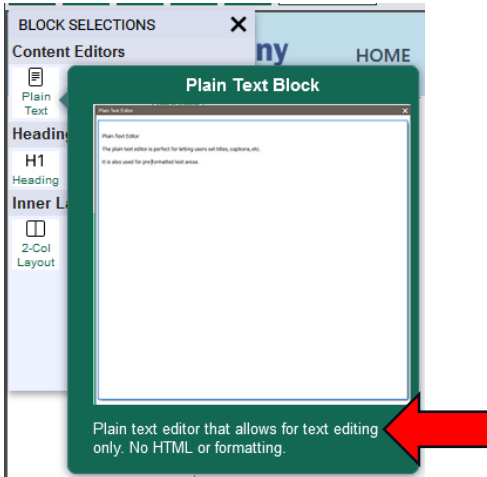 BLOCK SELECTIONS
ny
HOME
Content Editors
Plain
Text
Plain Text Block
Plain Text Editor
Plain Text Editor
The plain text editor is perfect for letting users set titles, captions, etc.
It is also used for preformatted text areas.
Heading
H1
Heading
Inner La
2-Col
Layout
Plain text editor that allows for text editing
only. No HTML or formatting.